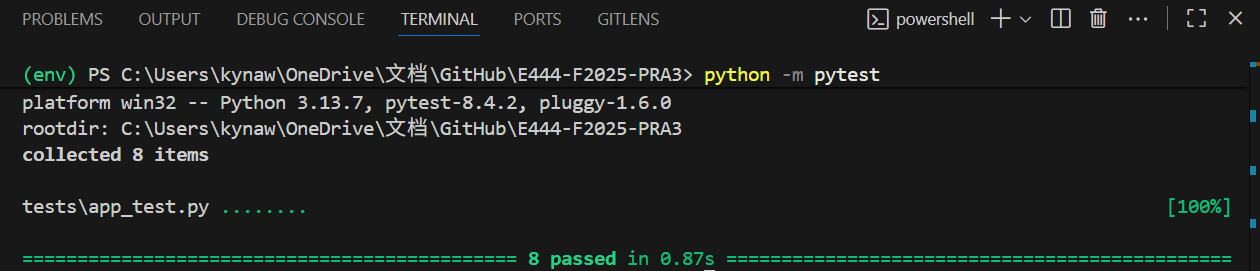 PROBLEMS OUTPUT DEBUG CONSOLE TERMINAL PORTS GITLENS powershell
(env) PS C:\Users\kynaw\OneDrive\文档\GitHub\E444-F2025-PRA3> python -m pytest
platform win32 -- Python 3.13.7, pytest-8.4.2, pluggy-1.6.0
rootdir: C:\Users\kynaw\OneDrive\文档\GitHub\E444-F2025-PRA3
collected 8 items
tests\app_test.py ........ [100%]
============================================ 8 passed in 0.87s ============================================